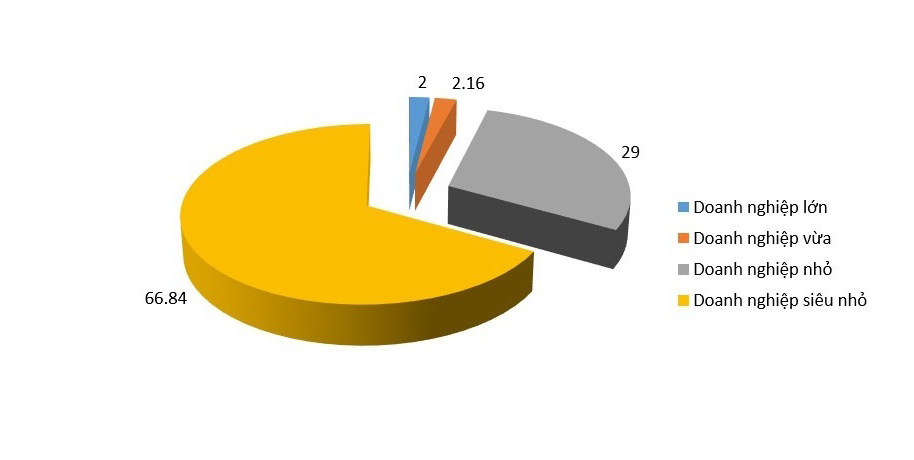 2
2.16
29
66.84
Doanh nghiệp lớn
Doanh nghiệp vừa
Doanh nghiệp nhỏ
Doanh nghiệp siêu nhỏ